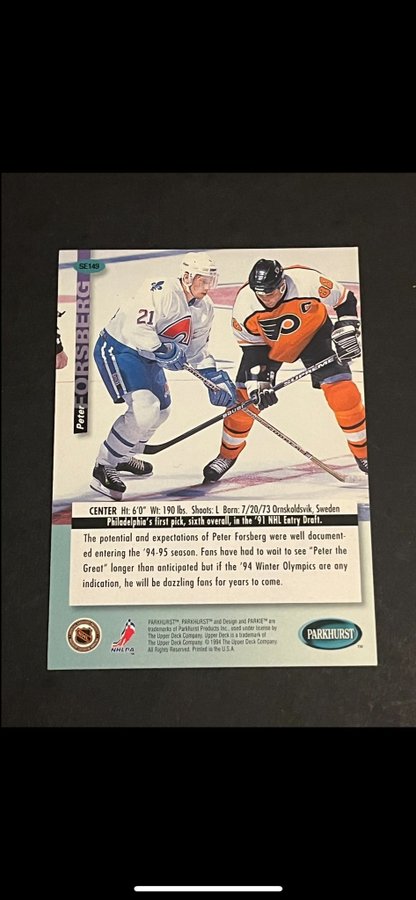 SE149
Peter FORSBERG
21
88
BAUER SUPREME
CENTER Ht: 6'0" Wt: 190 lbs. Shoots: L Born: 7/20/73 Ornskoldsvik, Sweden
Philadelphia's first pick, sixth overall, in the '91 NHL Entry Draft.
The potential and expectations of Peter Forsberg were well document-
ed entering the '94-95 season. Fans have had to wait to see "Peter the
Great" longer than anticipated but if the '94 Winter Olympics are any
indication, he will be dazzling fans for years to come.
NHLPA
PARKHURST™, PARKHURST™ and Design and PARKIE™ are
trademarks of Parkhurst Products Inc., used under license by
The Upper Deck Company. Upper Deck is a trademark of
The Upper Deck Company. © 1994 The Upper Deck Company.
All Rights Reserved. Printed in the U.S.A.
PARKHURST
TM